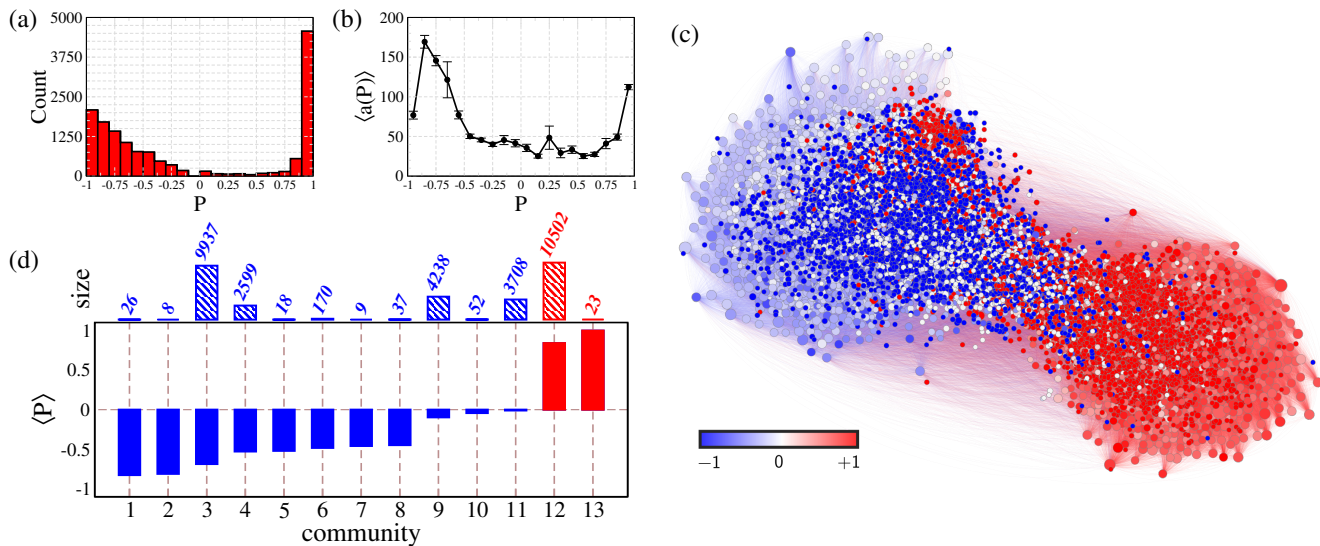 (a)
5000
3750
2500
1250
0
Count
-1 -0.75 -0.5 -0.25 0 0.25 0.5 0.75 1
P
(b)
200
150
100
50
0
⟨a(P)⟩
-1 -0.75 -0.5 -0.25 0 0.25 0.5 0.75 1
P
(c)
−1 0 +1
(d)
size
26 8 9937 2599 18 170 9 37 4238 52 3708 10502 23
1
0.5
0
-0.5
-1
⟨P⟩
1 2 3 4 5 6 7 8 9 10 11 12 13
community